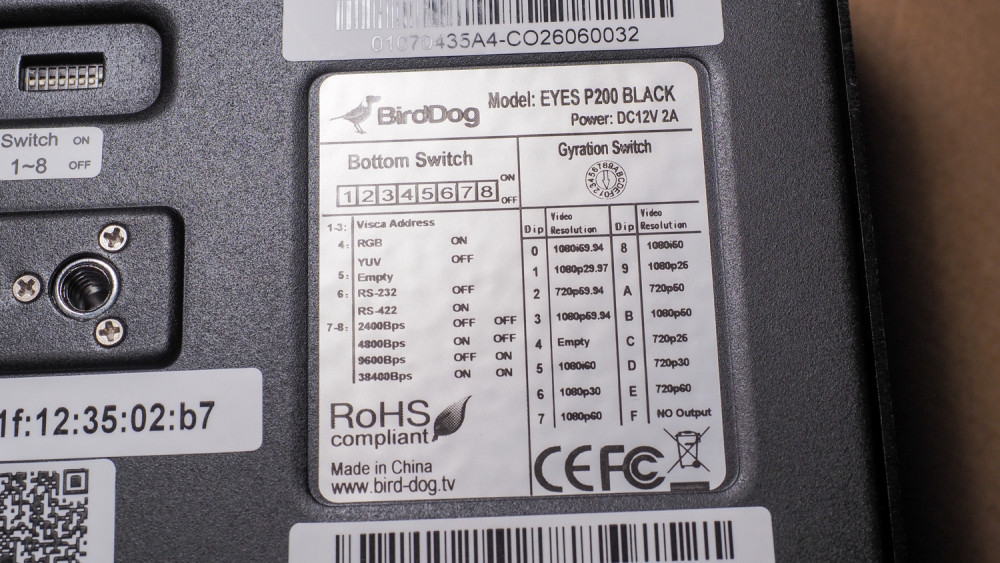 01070435A4-CO26060032
BirdDog
Model: EYES P200 BLACK
Power: DC12V 2A
Switch ON
1~8 OFF
Bottom Switch
1 2 3 4 5 6 7 8 ON
OFF
1-3: Visca Address
4: RGB ON
YUV OFF
5: Empty
6: RS-232 OFF
RS-422 ON
7-8: 2400Bps OFF OFF
4800Bps ON OFF
9600Bps OFF ON
38400Bps ON ON
Gyration Switch
Dip Video Resolution Dip Video Resolution
0 1080i59.94 8 1080i50
1 1080p29.97 9 1080p25
2 720p59.94 A 720p50
3 1080p59.94 B 1080p50
4 Empty C 720p25
5 1080i60 D 720p30
6 1080p30 E 720p60
7 1080p60 F NO Output
RoHS
compliant
Made in China
www.bird-dog.tv
CE FC
1f:12:35:02:b7